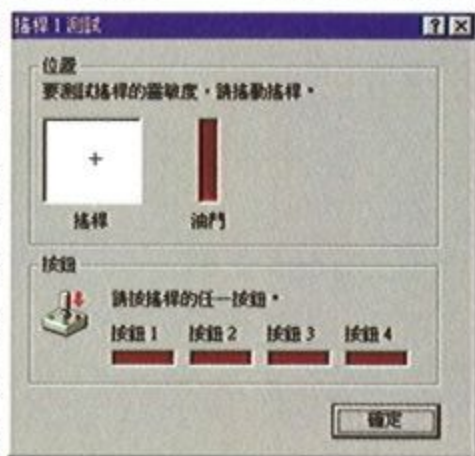 搖桿 1 測試
位置
要測試搖桿的靈敏度，請搖動搖桿。
搖桿
油門
按鈕
請按搖桿的任一按鈕。
按鈕 1 按鈕 2 按鈕 3 按鈕 4
確定